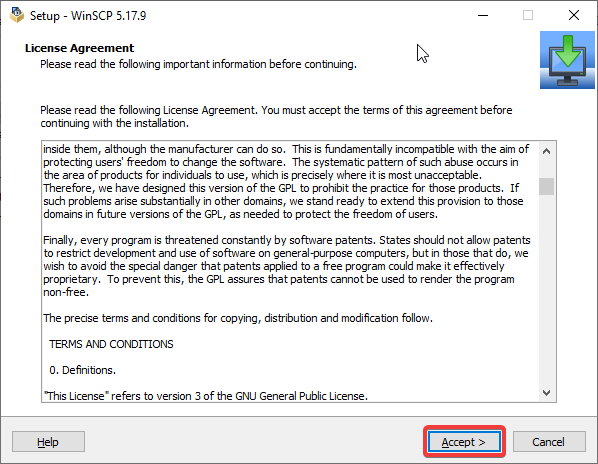 Setup - WinSCP 5.17.9
License Agreement
Please read the following important information before continuing.
Please read the following License Agreement. You must accept the terms of this agreement before
continuing with the installation.
inside them, although the manufacturer can do so.  This is fundamentally incompatible with the aim of
protecting users' freedom to change the software.  The systematic pattern of such abuse occurs in
the area of products for individuals to use, which is precisely where it is most unacceptable.
Therefore, we have designed this version of the GPL to prohibit the practice for those products.  If
such problems arise substantially in other domains, we stand ready to extend this provision to those
domains in future versions of the GPL, as needed to protect the freedom of users.
Finally, every program is threatened constantly by software patents. States should not allow patents
to restrict development and use of software on general-purpose computers, but in those that do, we
wish to avoid the special danger that patents applied to a free program could make it effectively
proprietary.  To prevent this, the GPL assures that patents cannot be used to render the program
non-free.
The precise terms and conditions for copying, distribution and modification follow.
TERMS AND CONDITIONS
0. Definitions.
"This License" refers to version 3 of the GNU General Public License.
Help
Accept >
Cancel